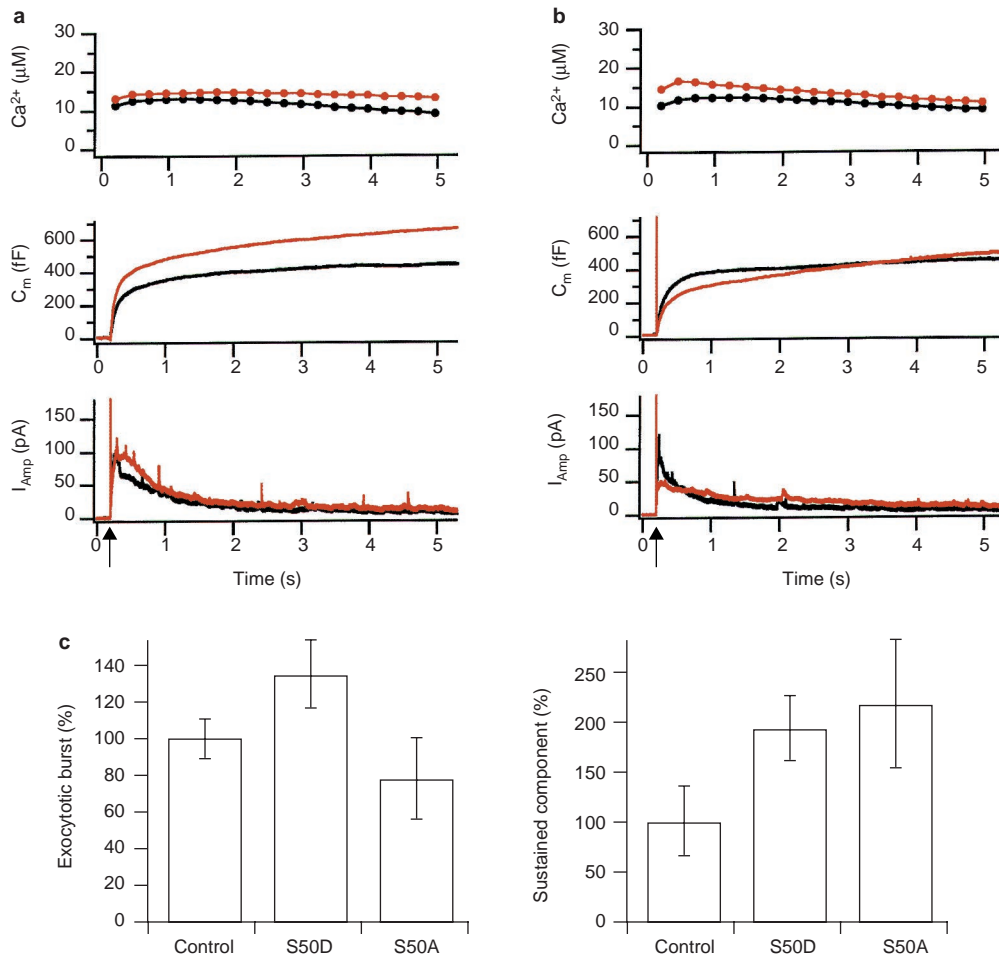 a
Ca2+ (μM)
30
20
10
0
0 1 2 3 4 5
Cm (fF)
600
400
200
0
0 1 2 3 4 5
IAmp (pA)
150
100
50
0
0 1 2 3 4 5
Time (s)
b
Ca2+ (μM)
30
20
10
0
0 1 2 3 4 5
Cm (fF)
600
400
200
0
0 1 2 3 4 5
IAmp (pA)
150
100
50
0
0 1 2 3 4 5
Time (s)
c
Exocytotic burst (%)
140
120
100
80
60
40
20
0
Control S50D S50A
Sustained component (%)
250
200
150
100
50
0
Control S50D S50A